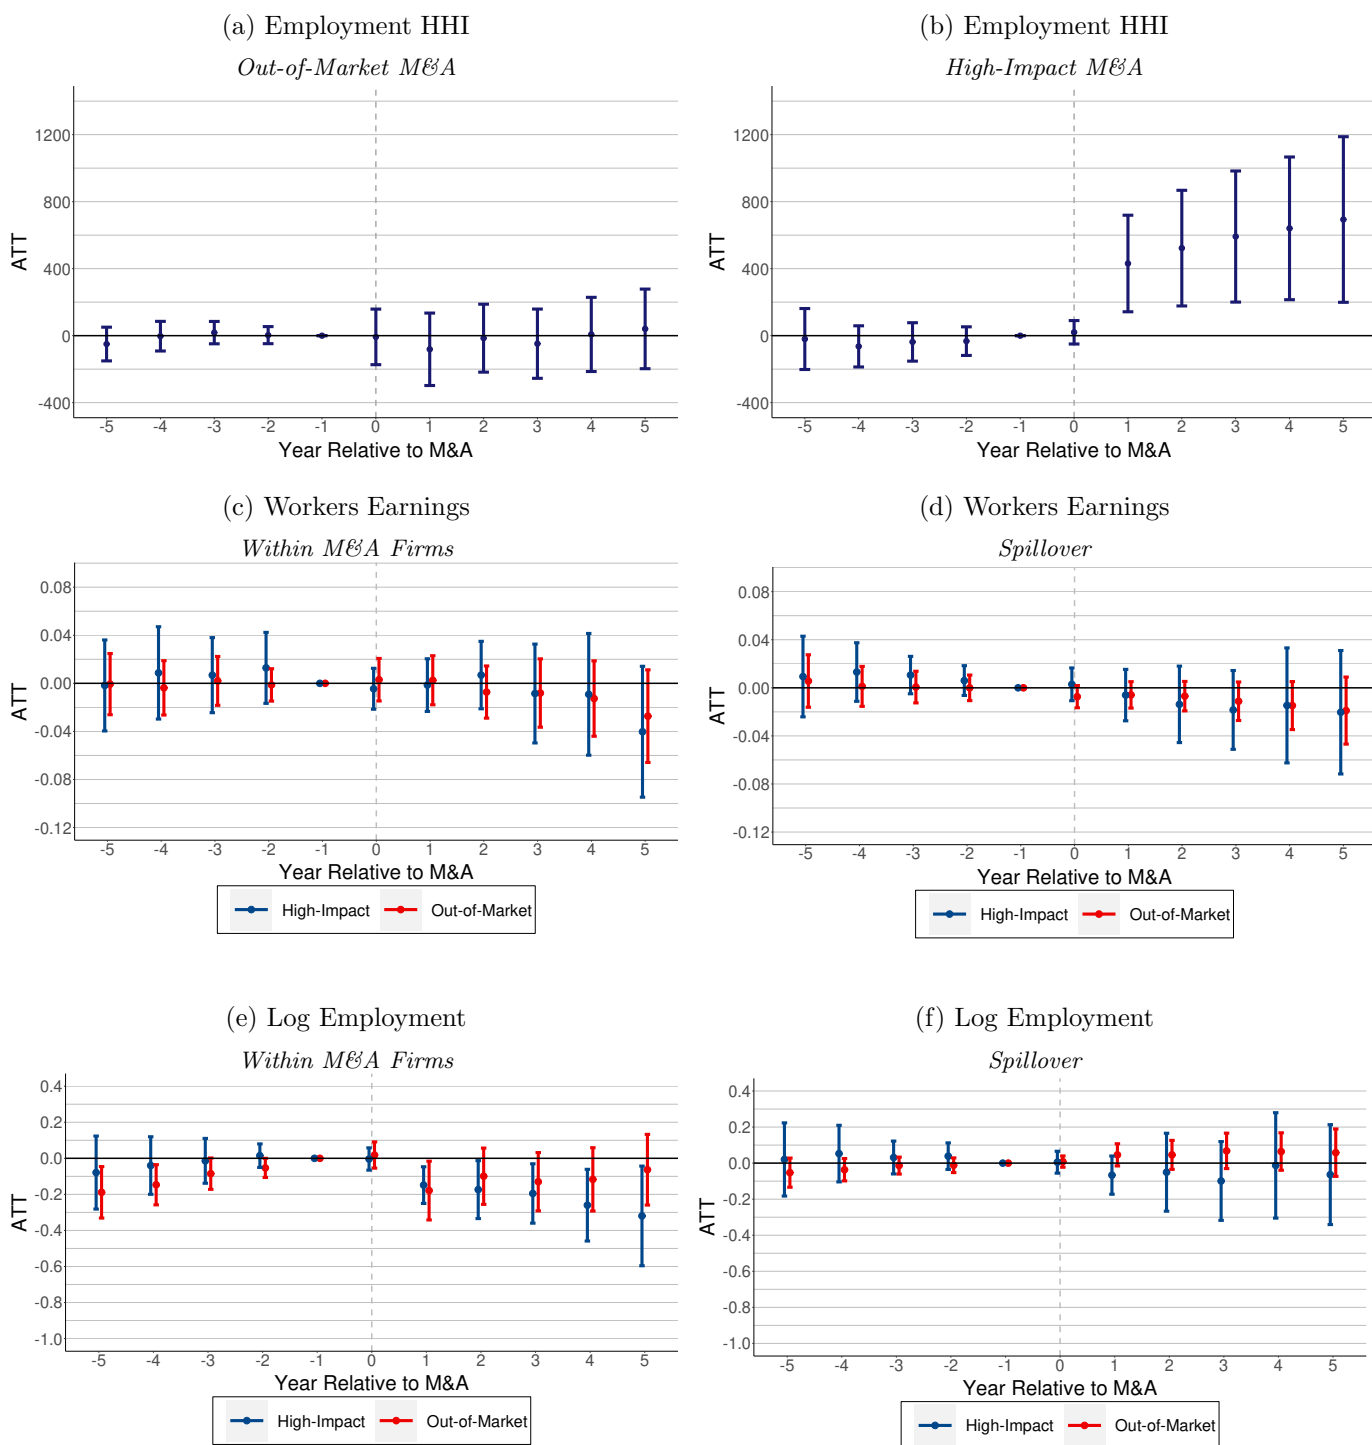 (a) Employment HHI
Out-of-Market M&A
ATT
1200
800
400
0
-400
-5 -4 -3 -2 -1 0 1 2 3 4 5
Year Relative to M&A
(b) Employment HHI
High-Impact M&A
ATT
1200
800
400
0
-400
-5 -4 -3 -2 -1 0 1 2 3 4 5
Year Relative to M&A
(c) Workers Earnings
Within M&A Firms
ATT
0.08
0.04
0.00
-0.04
-0.08
-0.12
-5 -4 -3 -2 -1 0 1 2 3 4 5
Year Relative to M&A
High-Impact Out-of-Market
(d) Workers Earnings
Spillover
ATT
0.08
0.04
0.00
-0.04
-0.08
-0.12
-5 -4 -3 -2 -1 0 1 2 3 4 5
Year Relative to M&A
High-Impact Out-of-Market
(e) Log Employment
Within M&A Firms
ATT
0.4
0.2
0.0
-0.2
-0.4
-0.6
-0.8
-1.0
-5 -4 -3 -2 -1 0 1 2 3 4 5
Year Relative to M&A
High-Impact Out-of-Market
(f) Log Employment
Spillover
ATT
0.4
0.2
0.0
-0.2
-0.4
-0.6
-0.8
-1.0
-5 -4 -3 -2 -1 0 1 2 3 4 5
Year Relative to M&A
High-Impact Out-of-Market